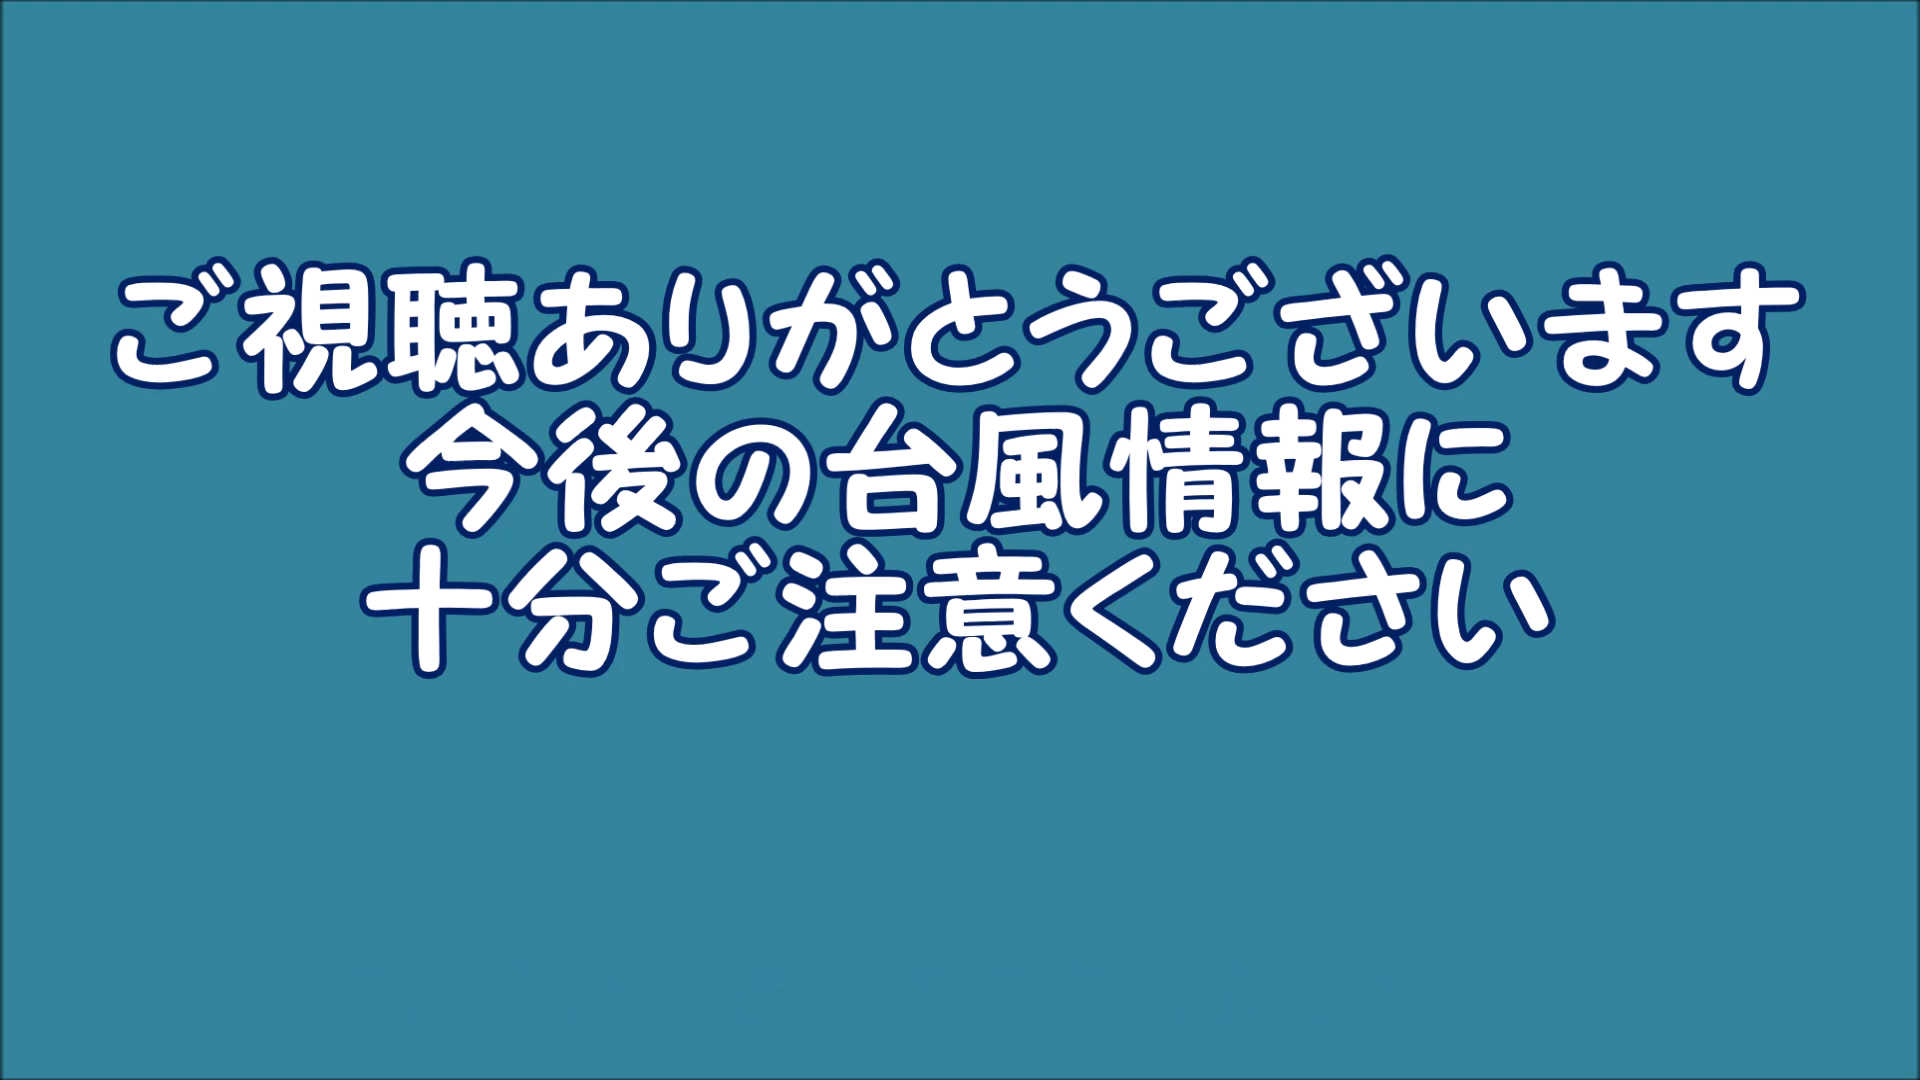 ご視聴ありがとうございます
今後の台風情報に
十分ご注意ください